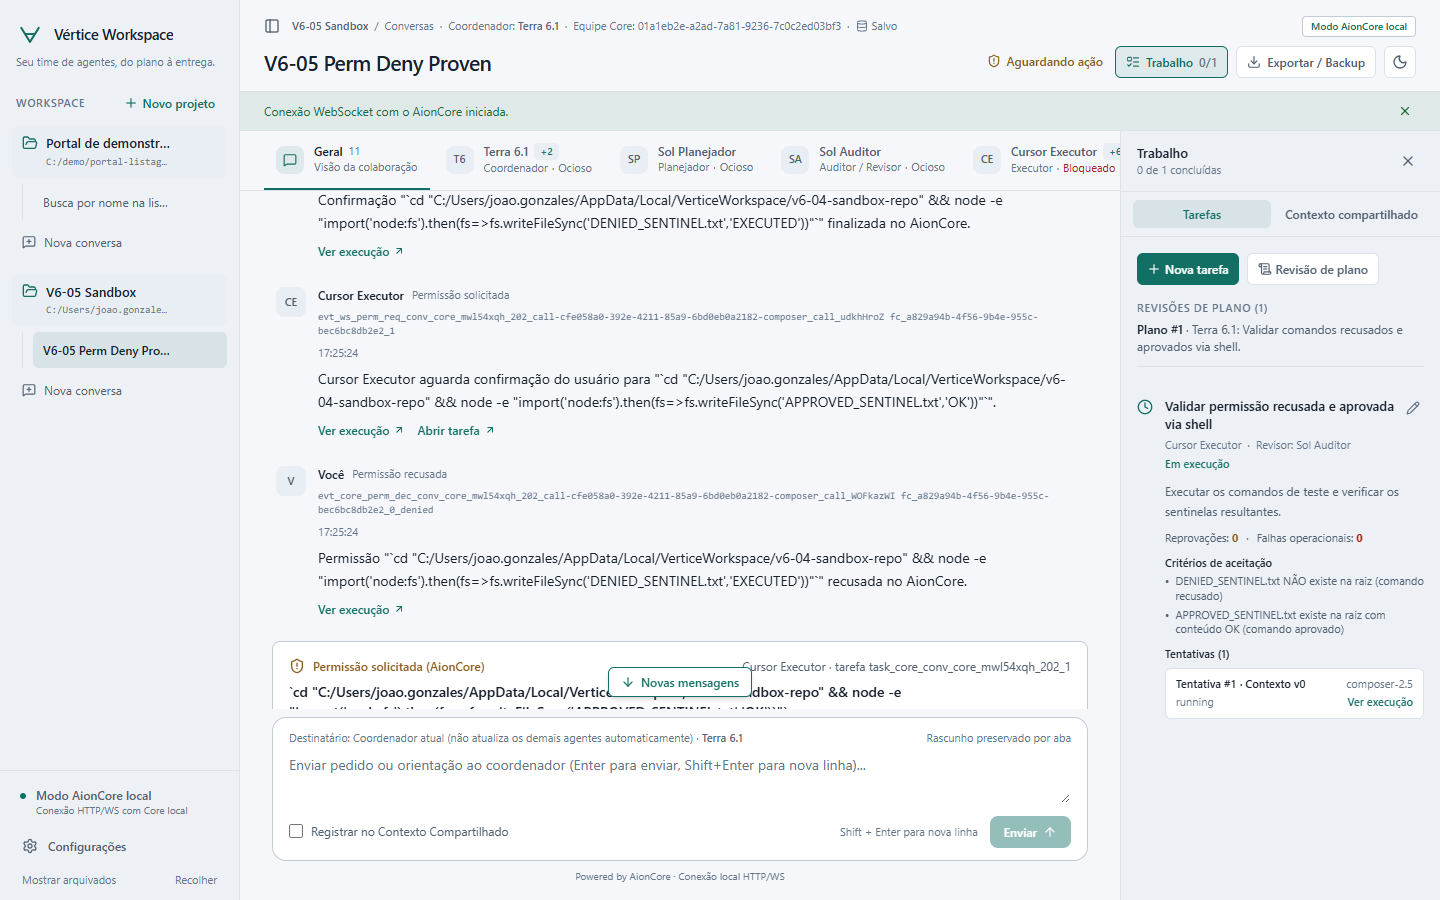 Vértice Workspace
Seu time de agentes, do plano à entrega.
WORKSPACE
Novo projeto
Portal de demonstr...
C:/demo/portal-listag…
Busca por nome na lis...
Nova conversa
V6-05 Sandbox
C:/Users/joao.gonzale…
V6-05 Perm Deny Pro...
Nova conversa
Modo AionCore local
Conexão HTTP/WS com Core local
Configurações
Mostrar arquivados
Recolher
V6-05 Sandbox / Conversas · Coordenador: Terra 6.1 · Equipe Core: 01a1eb2e-a2ad-7a81-9236-7c0c2ed03bf3 · Salvo
Modo AionCore local
V6-05 Perm Deny Proven
Aguardando ação
Trabalho 0/1
Exportar / Backup
Conexão WebSocket com o AionCore iniciada.
Geral 11
Visão da colaboração
T6
Terra 6.1 +2
Coordenador · Ocioso
SP
Sol Planejador
Planejador · Ocioso
SA
Sol Auditor
Auditor / Revisor · Ocioso
CE
Cursor Executor
Executor · Bloqueado
Confirmação "`cd "C:/Users/joao.gonzales/AppData/Local/VerticeWorkspace/v6-04-sandbox-repo" && node -e
"import('node:fs').then(fs=>fs.writeFileSync('DENIED_SENTINEL.txt','EXECUTED'))"`" finalizada no AionCore.
Ver execução
CE
Cursor Executor Permissão solicitada
evt_ws_perm_req_conv_core_mwl54xqh_202_call-cfe058a0-392e-4211-85a9-6bd0eb0a2182-composer_call_udkhHroZ fc_a829a94b-4f56-9b4e-955c-
bec6bc8db2e2_1
17:25:24
Cursor Executor aguarda confirmação do usuário para "`cd "C:/Users/joao.gonzales/AppData/Local/VerticeWorkspace/v6-
04-sandbox-repo" && node -e "import('node:fs').then(fs=>fs.writeFileSync('APPROVED_SENTINEL.txt','OK'))"`".
Ver execução
Abrir tarefa
V
Você Permissão recusada
evt_core_perm_dec_conv_core_mwl54xqh_202_call-cfe058a0-392e-4211-85a9-6bd0eb0a2182-composer_call_WOFkazWI fc_a829a94b-4f56-9b4e-955c-
bec6bc8db2e2_0_denied
17:25:24
Permissão "`cd "C:/Users/joao.gonzales/AppData/Local/VerticeWorkspace/v6-04-sandbox-repo" && node -e
"import('node:fs').then(fs=>fs.writeFileSync('DENIED_SENTINEL.txt','EXECUTED'))"`" recusada no AionCore.
Ver execução
Permissão solicitada (AionCore)
Cursor Executor · tarefa task_core_conv_core_mwl54xqh_202_1
Novas mensagens
`cd "C:/Users/joao.gonzales/AppData/Local/Vertice dbox-repo" && node -e
Destinatário: Coordenador atual (não atualiza os demais agentes automaticamente) · Terra 6.1
Rascunho preservado por aba
Enviar pedido ou orientação ao coordenador (Enter para enviar, Shift+Enter para nova linha)...
Registrar no Contexto Compartilhado
Shift + Enter para nova linha
Enviar
Powered by AionCore · Conexão local HTTP/WS
Trabalho
0 de 1 concluídas
Tarefas
Contexto compartilhado
Nova tarefa
Revisão de plano
REVISÕES DE PLANO (1)
Plano #1 · Terra 6.1: Validar comandos recusados e
aprovados via shell.
Validar permissão recusada e aprovada
via shell
Cursor Executor · Revisor: Sol Auditor
Em execução
Executar os comandos de teste e verificar os
sentinelas resultantes.
Reprovações: 0 · Falhas operacionais: 0
Critérios de aceitação
• DENIED_SENTINEL.txt NÃO existe na raiz (comando
recusado)
• APPROVED_SENTINEL.txt existe na raiz com
conteúdo OK (comando aprovado)
Tentativas (1)
Tentativa #1 · Contexto v0
composer-2.5
running
Ver execução